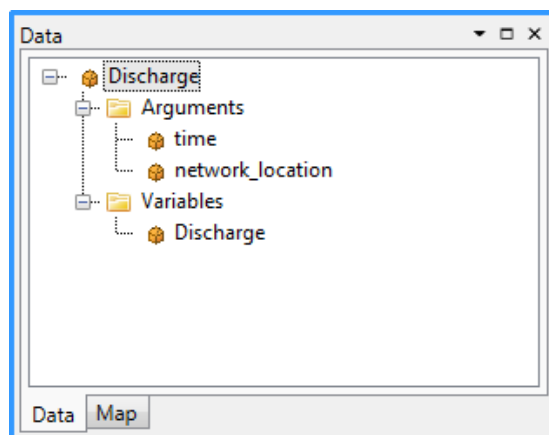 Data
Discharge
Arguments
time
network_location
Variables
Discharge
Data Map